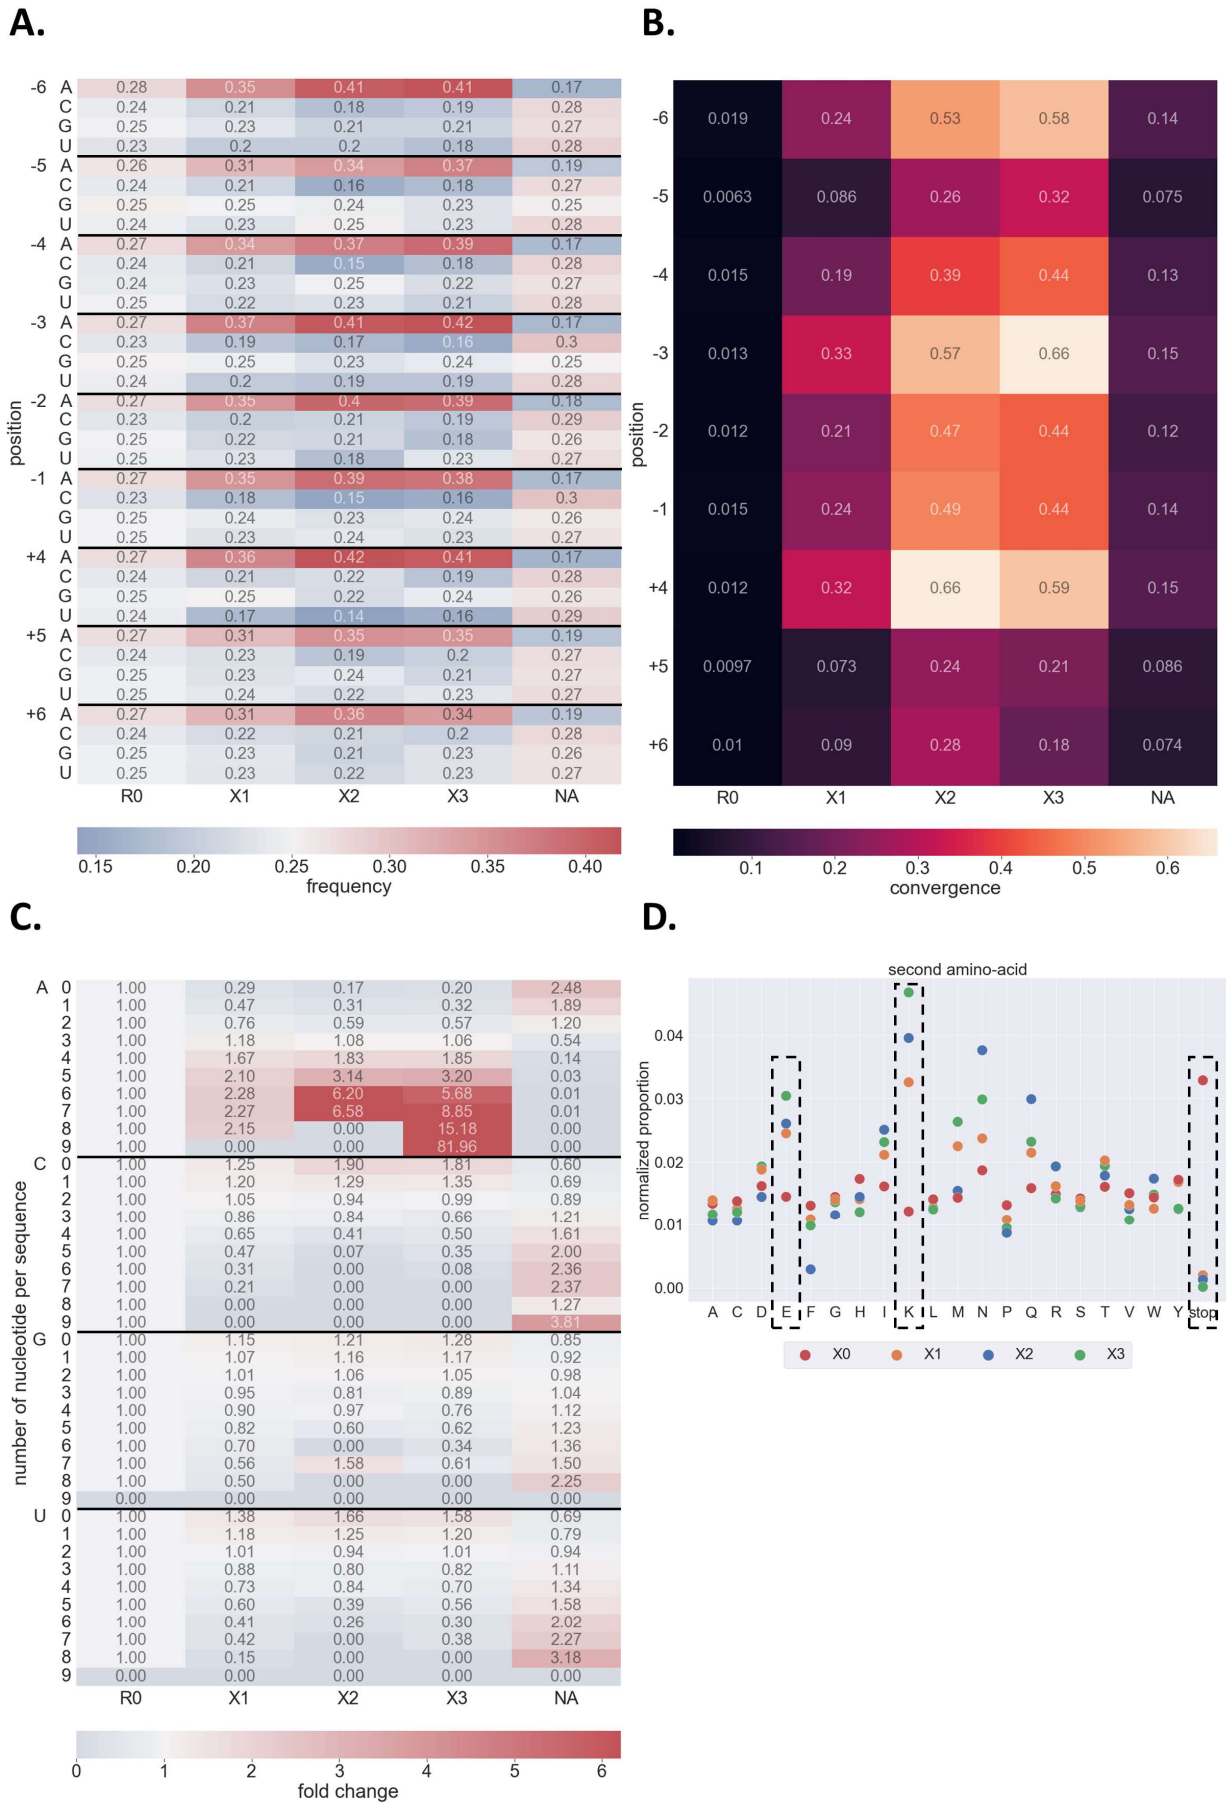 A.
B.
-6 A 0.28 0.35 0.41 0.41 0.17
C 0.24 0.21 0.18 0.19 0.28
G 0.25 0.23 0.21 0.21 0.27
U 0.23 0.2 0.2 0.18 0.28
-5 A 0.26 0.31 0.34 0.37 0.19
C 0.24 0.21 0.16 0.18 0.27
G 0.25 0.25 0.24 0.23 0.25
U 0.24 0.23 0.25 0.23 0.28
-4 A 0.27 0.34 0.37 0.39 0.17
C 0.24 0.21 0.15 0.18 0.28
G 0.24 0.23 0.25 0.22 0.27
U 0.25 0.22 0.23 0.21 0.28
-3 A 0.27 0.37 0.41 0.42 0.17
C 0.23 0.19 0.17 0.16 0.3
G 0.25 0.25 0.23 0.24 0.25
U 0.24 0.2 0.19 0.19 0.28
-2 A 0.27 0.35 0.4 0.39 0.18
C 0.23 0.2 0.21 0.19 0.29
G 0.25 0.22 0.21 0.18 0.26
U 0.25 0.23 0.18 0.23 0.27
-1 A 0.27 0.35 0.39 0.38 0.17
C 0.23 0.18 0.15 0.16 0.3
G 0.25 0.24 0.23 0.24 0.26
U 0.25 0.23 0.24 0.23 0.27
+4 A 0.27 0.36 0.42 0.41 0.17
C 0.24 0.21 0.22 0.19 0.28
G 0.25 0.25 0.22 0.24 0.26
U 0.24 0.17 0.14 0.16 0.29
+5 A 0.27 0.31 0.35 0.35 0.19
C 0.24 0.23 0.19 0.2 0.27
G 0.25 0.23 0.24 0.21 0.27
U 0.25 0.24 0.22 0.23 0.27
+6 A 0.27 0.31 0.36 0.34 0.19
C 0.24 0.22 0.21 0.2 0.28
G 0.25 0.23 0.21 0.23 0.26
U 0.25 0.23 0.22 0.23 0.27
position
R0 X1 X2 X3 NA
0.15 0.20 0.25 0.30 0.35 0.40
frequency
-6 0.019 0.24 0.53 0.58 0.14
-5 0.0063 0.086 0.26 0.32 0.075
-4 0.015 0.19 0.39 0.44 0.13
-3 0.013 0.33 0.57 0.66 0.15
-2 0.012 0.21 0.47 0.44 0.12
-1 0.015 0.24 0.49 0.44 0.14
+4 0.012 0.32 0.66 0.59 0.15
+5 0.0097 0.073 0.24 0.21 0.086
+6 0.01 0.09 0.28 0.18 0.074
position
R0 X1 X2 X3 NA
0.1 0.2 0.3 0.4 0.5 0.6
convergence
C.
D.
A 0 1.00 0.29 0.17 0.20 2.48
1 1.00 0.47 0.31 0.32 1.89
2 1.00 0.76 0.59 0.57 1.20
3 1.00 1.18 1.08 1.06 0.54
4 1.00 1.67 1.83 1.85 0.14
5 1.00 2.10 3.14 3.20 0.03
6 1.00 2.28 6.20 5.68 0.01
7 1.00 2.27 6.58 8.85 0.01
8 1.00 2.15 0.00 15.18 0.00
9 1.00 0.00 0.00 81.96 0.00
C 0 1.00 1.25 1.90 1.81 0.60
1 1.00 1.20 1.29 1.35 0.69
2 1.00 1.05 0.94 0.99 0.89
3 1.00 0.86 0.84 0.66 1.21
4 1.00 0.65 0.41 0.50 1.61
5 1.00 0.47 0.07 0.35 2.00
6 1.00 0.31 0.00 0.08 2.36
7 1.00 0.21 0.00 0.00 2.37
8 1.00 0.00 0.00 0.00 1.27
9 1.00 0.00 0.00 0.00 3.81
G 0 1.00 1.15 1.21 1.28 0.85
1 1.00 1.07 1.16 1.17 0.92
2 1.00 1.01 1.06 1.05 0.98
3 1.00 0.95 0.81 0.89 1.04
4 1.00 0.90 0.97 0.76 1.12
5 1.00 0.82 0.60 0.62 1.23
6 1.00 0.70 0.00 0.34 1.36
7 1.00 0.56 1.58 0.61 1.50
8 1.00 0.50 0.00 0.00 2.25
9 0.00 0.00 0.00 0.00 0.00
U 0 1.00 1.38 1.66 1.58 0.69
1 1.00 1.18 1.25 1.20 0.79
2 1.00 1.01 0.94 1.01 0.94
3 1.00 0.88 0.80 0.82 1.11
4 1.00 0.73 0.84 0.70 1.34
5 1.00 0.60 0.39 0.56 1.58
6 1.00 0.41 0.26 0.30 2.02
7 1.00 0.42 0.00 0.38 2.27
8 1.00 0.15 0.00 0.00 3.18
9 0.00 0.00 0.00 0.00 0.00
number of nucleotide per sequence
R0 X1 X2 X3 NA
0 1 2 3 4 5 6
fold change
second amino-acid
0.04
0.03
0.02
0.01
0.00
normalized proportion
A C D E F G H I K L M N P Q R S T V W Y stop
X0 X1 X2 X3